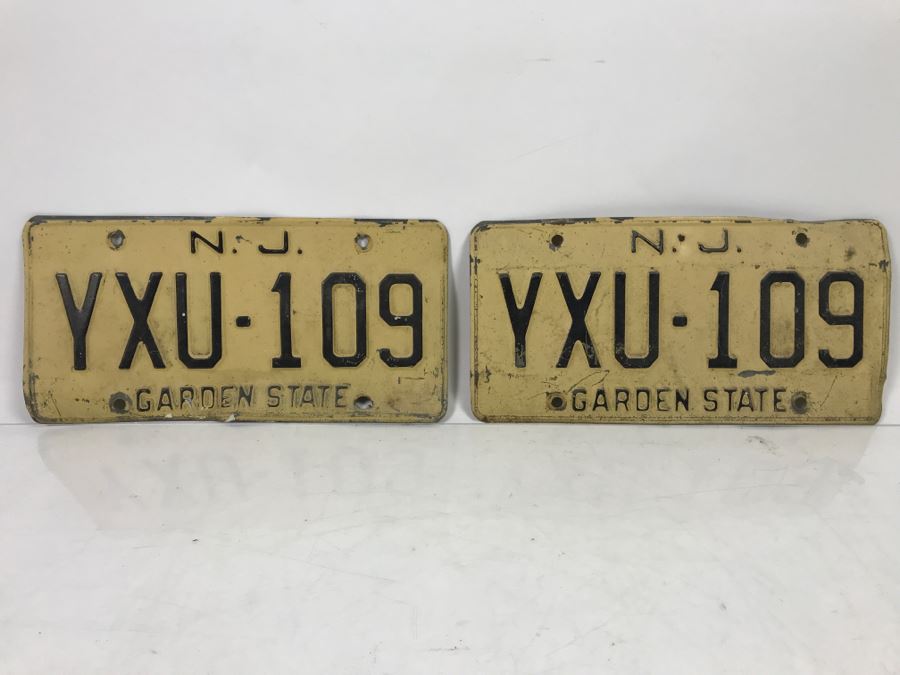 N. J.
YXU-109
GARDEN STATE
N. J.
YXU-109
GARDEN STATE